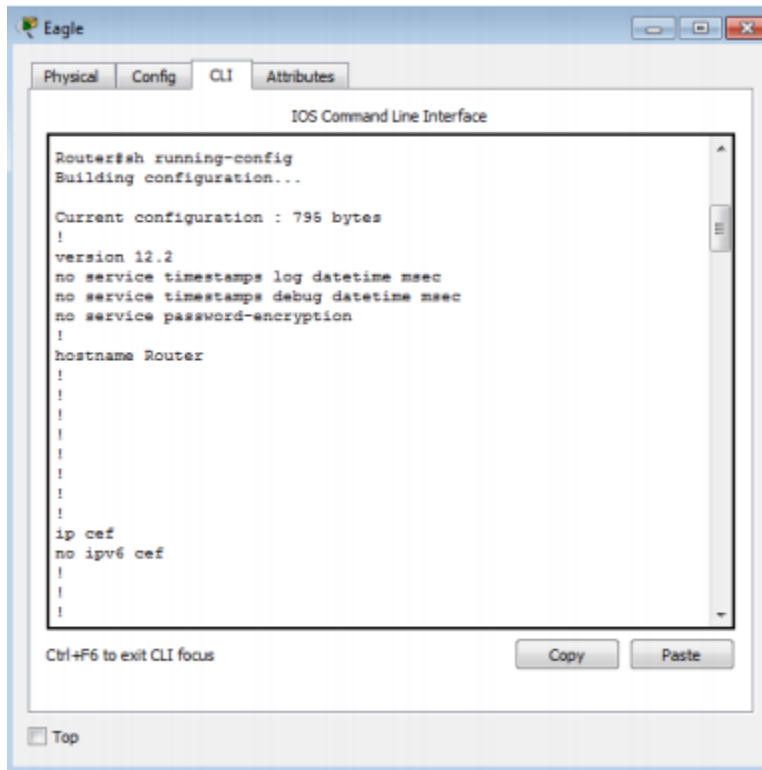 Eagle
Physical Config CLI Attributes
IOS Command Line Interface
Router#sh running-config
Building configuration...
Current configuration : 795 bytes
!
version 12.2
no service timestamps log datetime msec
no service timestamps debug datetime msec
no service password-encryption
!
hostname Router
!
!
!
!
!
!
!
!
ip cef
no ipv6 cef
!
!
!
Ctrl+F6 to exit CLI focus
Copy Paste
Top